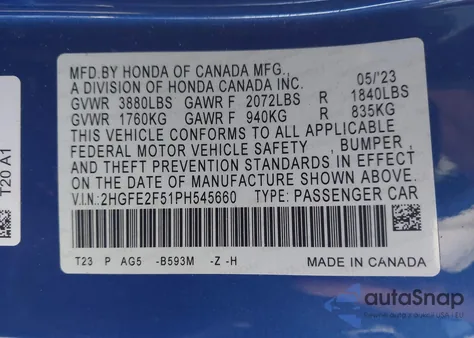 MFD.BY HONDA OF CANADA MFG., 05/'23
A DIVISION OF HONDA CANADA INC.
GVWR 3880LBS GAWR F 2072LBS R 1840LBS
GVWR 1760KG GAWR F 940KG R 835KG
THIS VEHICLE CONFORMS TO ALL APPLICABLE
FEDERAL MOTOR VEHICLE SAFETY , BUMPER ,
AND THEFT PREVENTION STANDARDS IN EFFECT
ON THE DATE OF MANUFACTURE SHOWN ABOVE.
V.I.N.:2HGFE2F51PH545660 TYPE:PASSENGER CAR
T23 P AG5 -B593M -Z -H MADE IN CANADA
T20 A1
autoSnap